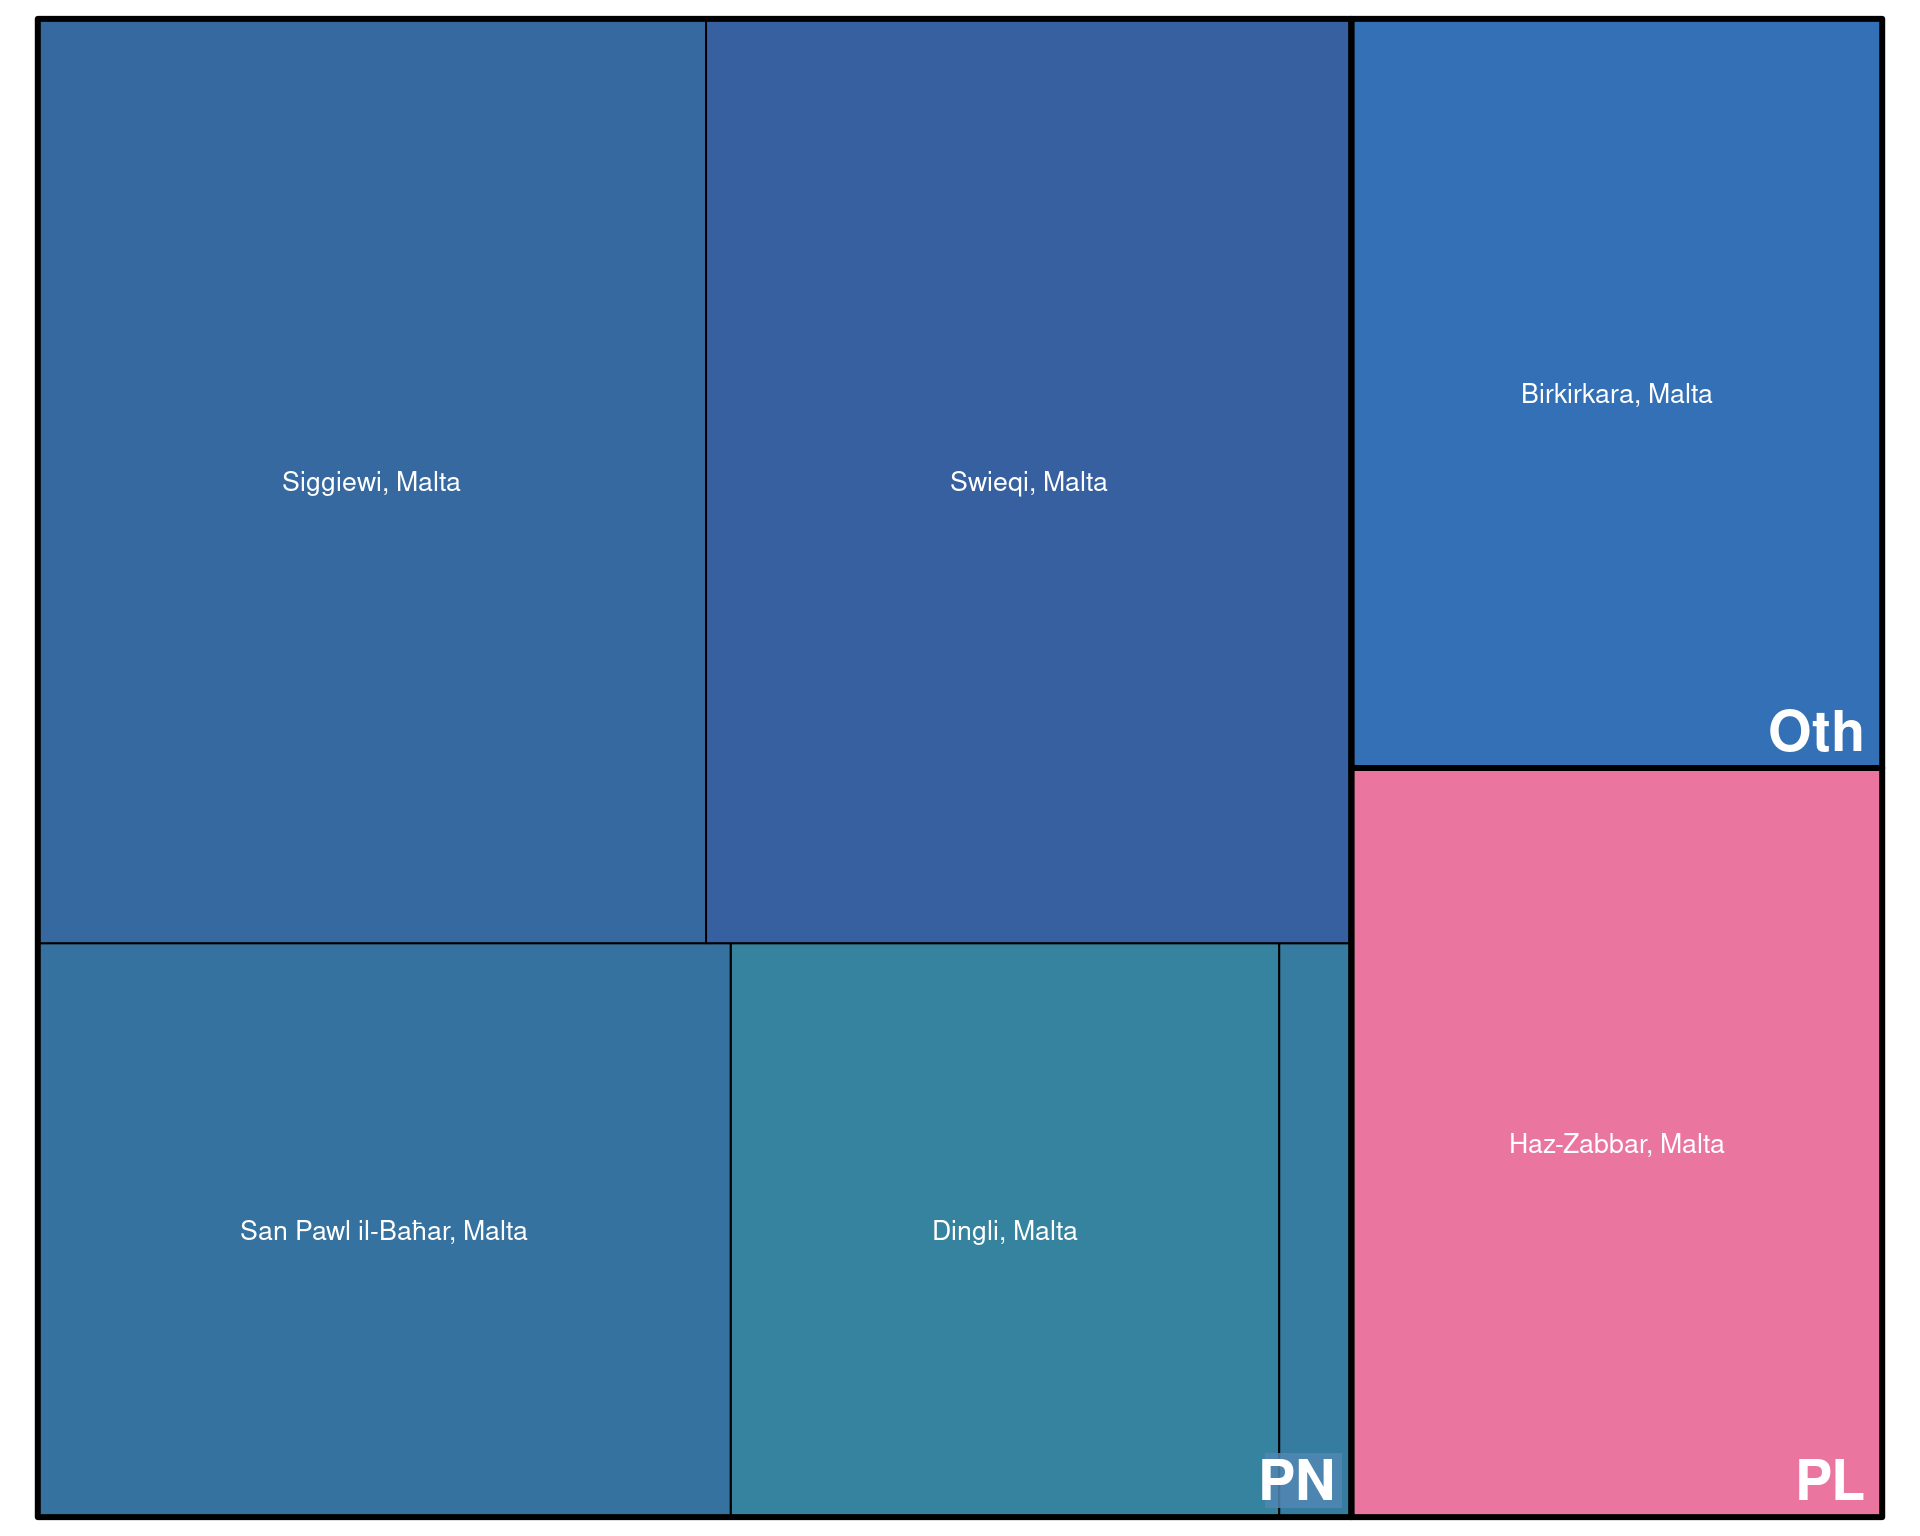 Siggiewi, Malta
Swieqi, Malta
Birkirkara, Malta
Oth
San Pawl il-Baħar, Malta
Dingli, Malta
PN
Haz-Zabbar, Malta
PL